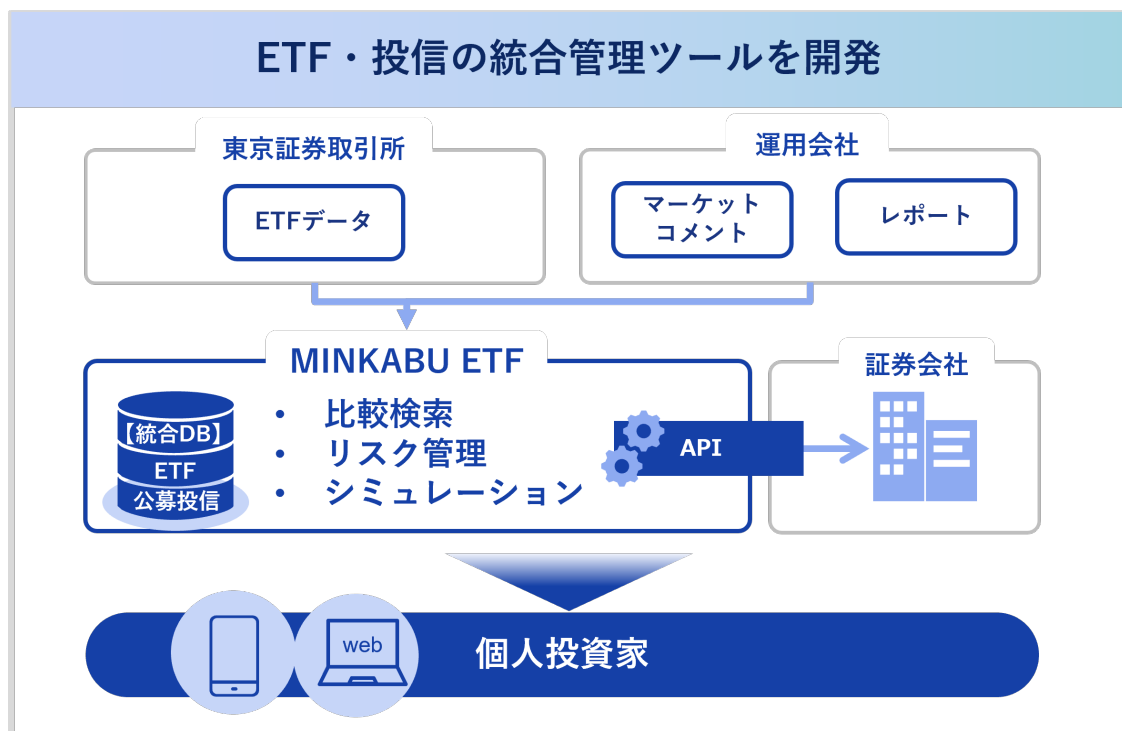 ETF・投信の統合管理ツールを開発
東京証券取引所
ETFデータ
運用会社
マーケット
コメント
レポート
MINKABU ETF
【統合DB】
ETF
公募投信
• 比較検索
• リスク管理
• シミュレーション
API
証券会社
web
個人投資家